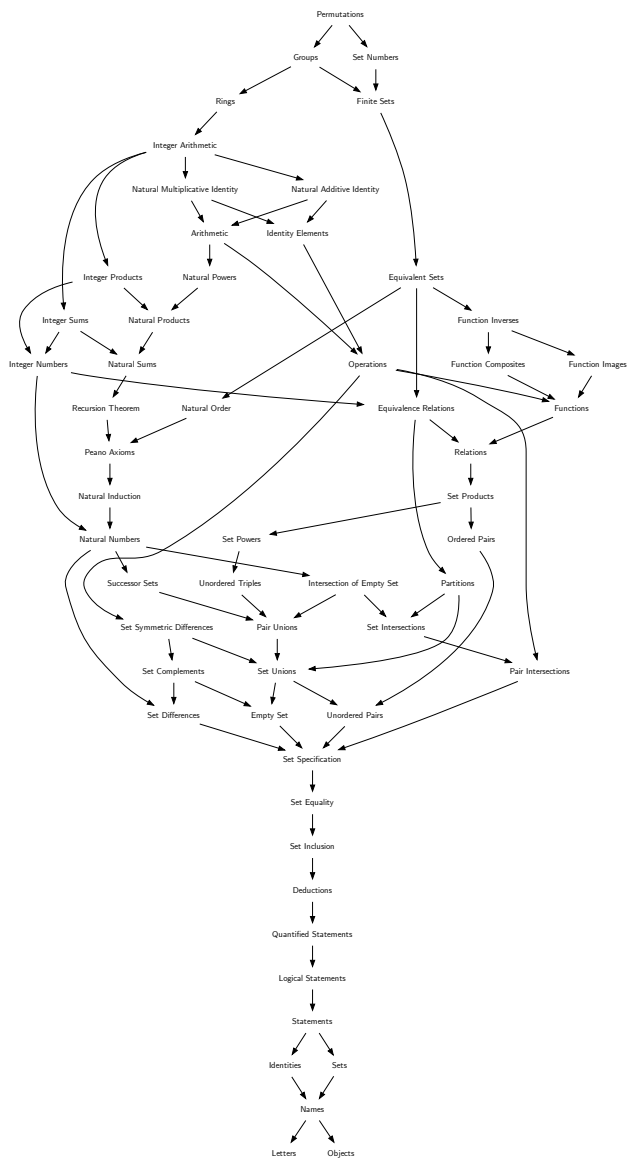 Permutations
Groups
Set Numbers
Rings
Finite Sets
Integer Arithmetic
Natural Multiplicative Identity
Natural Additive Identity
Arithmetic
Identity Elements
Integer Products
Natural Powers
Equivalent Sets
Integer Sums
Natural Products
Function Inverses
Integer Numbers
Natural Sums
Operations
Function Composites
Function Images
Recursion Theorem
Natural Order
Equivalence Relations
Functions
Peano Axioms
Relations
Natural Induction
Set Products
Natural Numbers
Set Powers
Ordered Pairs
Successor Sets
Unordered Triples
Intersection of Empty Set
Partitions
Set Symmetric Differences
Pair Unions
Set Intersections
Set Complements
Set Unions
Pair Intersections
Set Differences
Empty Set
Unordered Pairs
Set Specification
Set Equality
Set Inclusion
Deductions
Quantified Statements
Logical Statements
Statements
Identities
Sets
Names
Letters
Objects